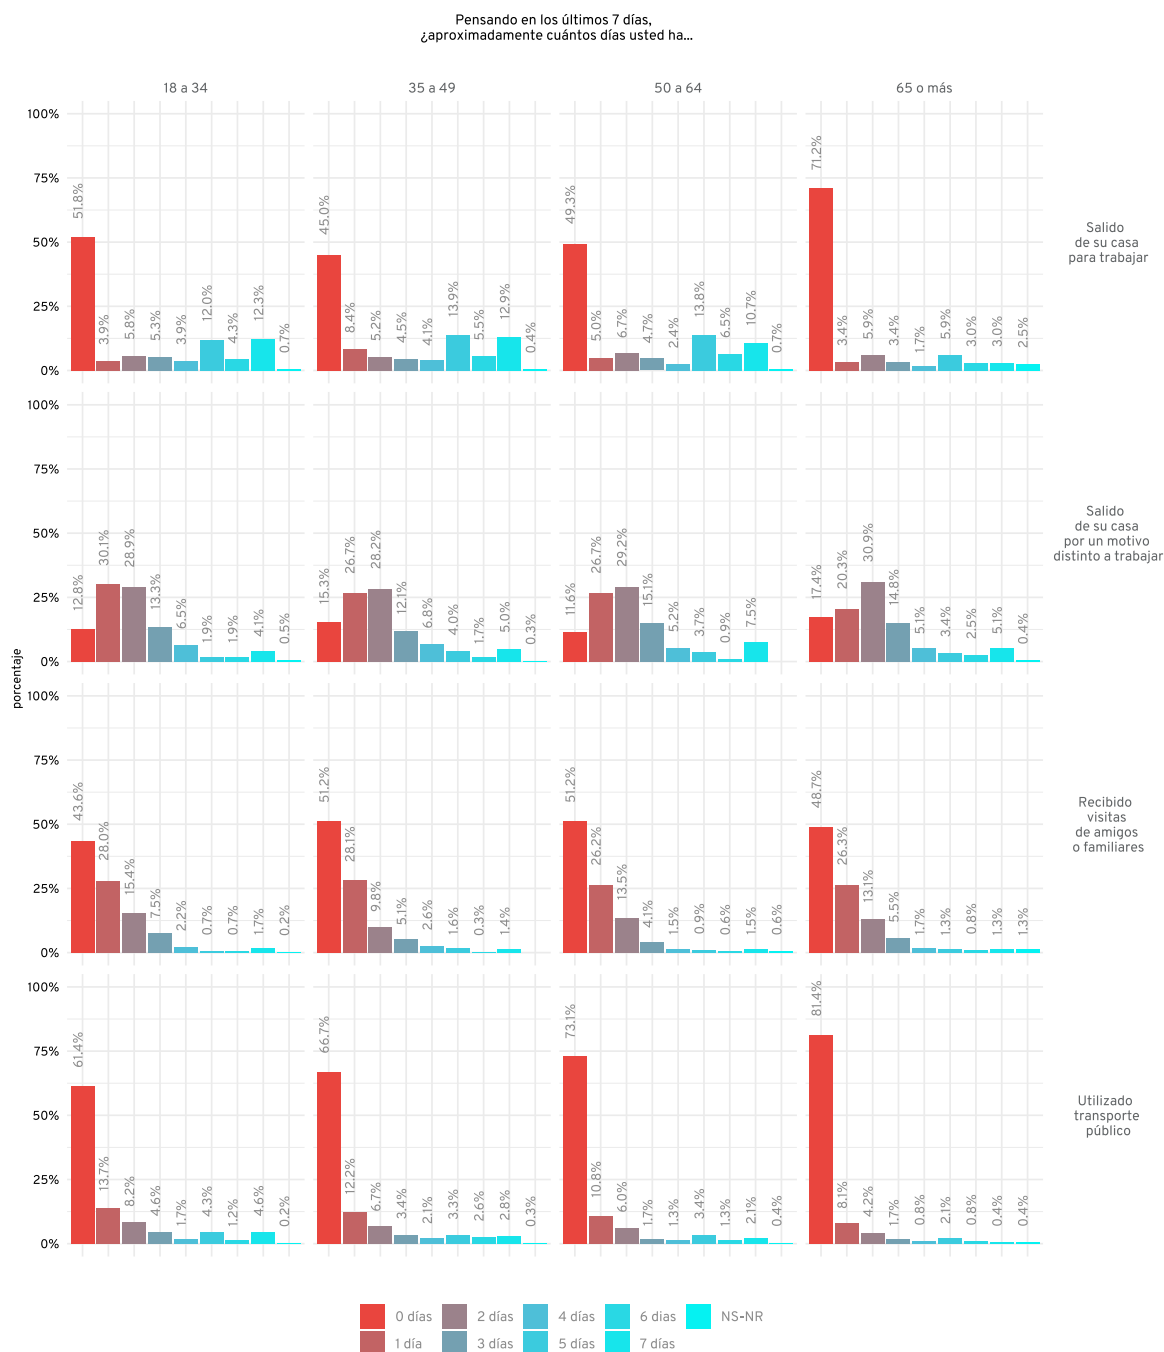 Pensando en los últimos 7 días,
¿aproximadamente cuántos días usted ha...
18 a 34
35 a 49
50 a 64
65 o más
porcentaje
100%
75%
50%
25%
0%
51.8% 3.9% 5.8% 5.3% 3.9% 12.0% 4.3% 12.3% 0.7%
45.0% 8.4% 5.2% 4.5% 4.1% 13.9% 5.5% 12.9% 0.4%
49.3% 5.0% 6.7% 4.7% 2.4% 13.8% 6.5% 10.7% 0.7%
71.2% 3.4% 5.9% 3.4% 1.7% 5.9% 3.0% 3.0% 2.5%
Salido
de su casa
para trabajar
100%
75%
50%
25%
0%
12.8% 30.1% 28.9% 13.3% 6.5% 1.9% 1.9% 4.1% 0.5%
15.3% 26.7% 28.2% 12.1% 6.8% 4.0% 1.7% 5.0% 0.3%
11.6% 26.7% 29.2% 15.1% 5.2% 3.7% 0.9% 7.5%
17.4% 20.3% 30.9% 14.8% 5.1% 3.4% 2.5% 5.1% 0.4%
Salido
de su casa
por un motivo
distinto a trabajar
100%
75%
50%
25%
0%
43.6% 28.0% 15.4% 7.5% 2.2% 0.7% 0.7% 1.7% 0.2%
51.2% 28.1% 9.8% 5.1% 2.6% 1.6% 0.3% 1.4%
51.2% 26.2% 13.5% 4.1% 1.5% 0.9% 0.6% 1.5% 0.6%
48.7% 26.3% 13.1% 5.5% 1.7% 1.3% 0.8% 1.3% 1.3%
Recibido
visitas
de amigos
o familiares
100%
75%
50%
25%
0%
61.4% 13.7% 8.2% 4.6% 1.7% 4.3% 1.2% 4.6% 0.2%
66.7% 12.2% 6.7% 3.4% 2.1% 3.3% 2.6% 2.8% 0.3%
73.1% 10.8% 6.0% 1.7% 1.3% 3.4% 1.3% 2.1% 0.4%
81.4% 8.1% 4.2% 1.7% 0.8% 2.1% 0.8% 0.4% 0.4%
Utilizado
transporte
público
0 días 2 días 4 días 6 dias NS-NR
1 día 3 días 5 días 7 días